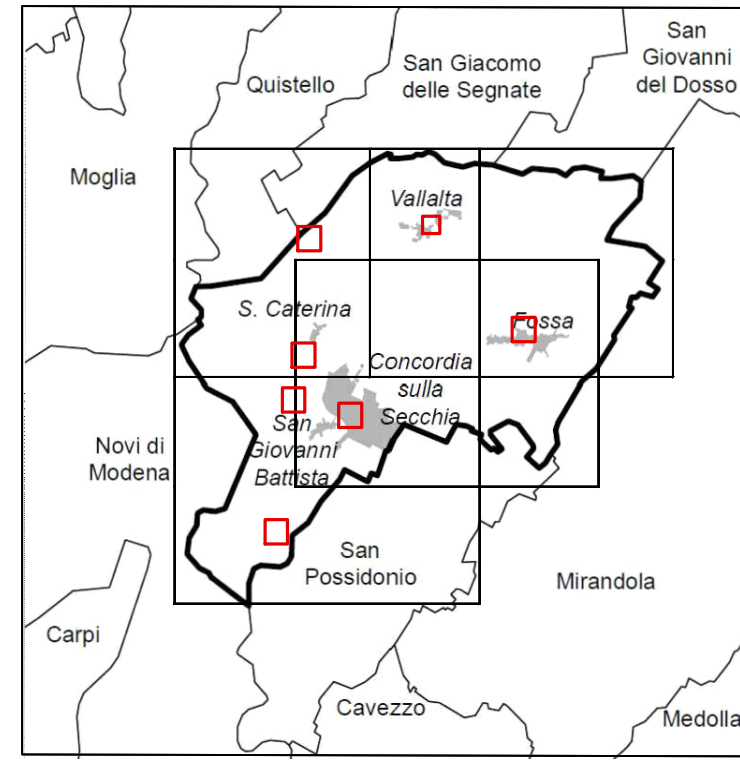 San
Giovanni
del Dosso
San Giacomo
delle Segnate
Quistello
Moglia
Vallalta
S. Caterina
Fossa
Concordia
sulla
Secchia
San
Giovanni
Battista
Novi di
Modena
San
Possidonio
Mirandola
Carpi
Cavezzo
Medolla